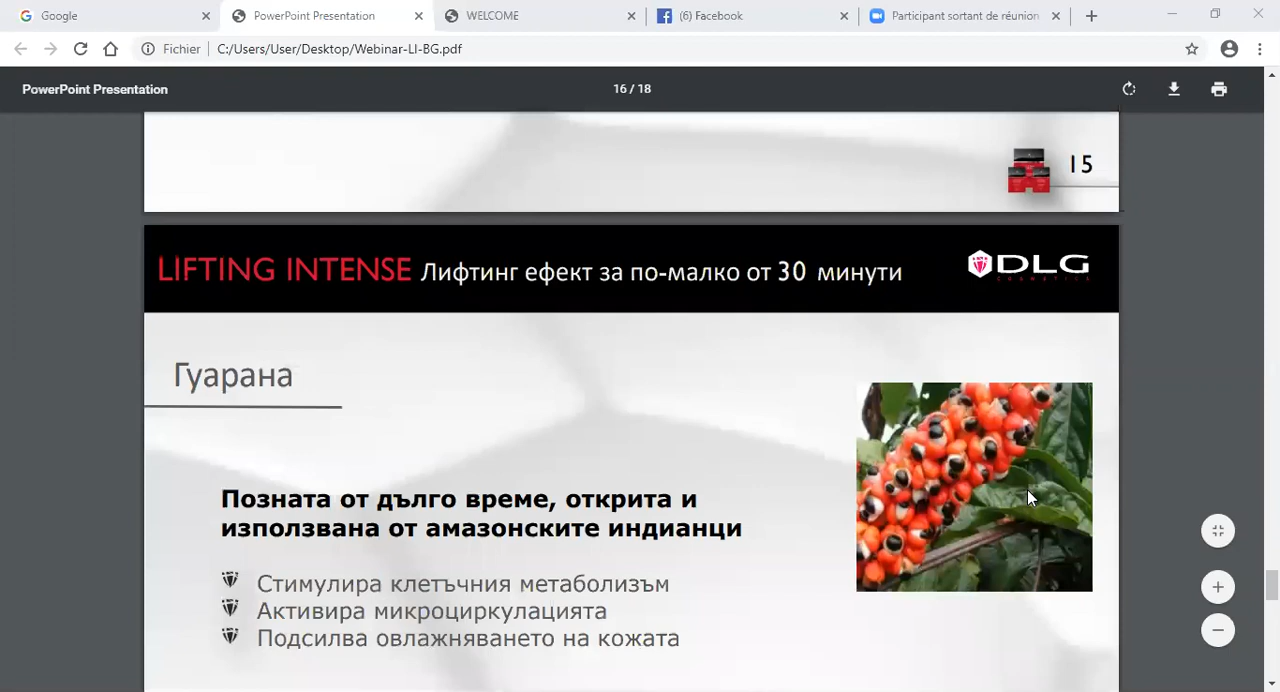 Google
PowerPoint Presentation
WELCOME
(6) Facebook
Participant sortant de réunion
Fichier
C:/Users/User/Desktop/Webinar-LI-BG.pdf
PowerPoint Presentation
16 / 18
15
LIFTING INTENSE Лифтинг ефект за по-малко от 30 минути
DLG
Гуарана
Позната от дълго време, открита и
използвана от амазонските индианци
Стимулира клетъчния метаболизъм
Активира микроциркулацията
Подсилва овлажняването на кожата